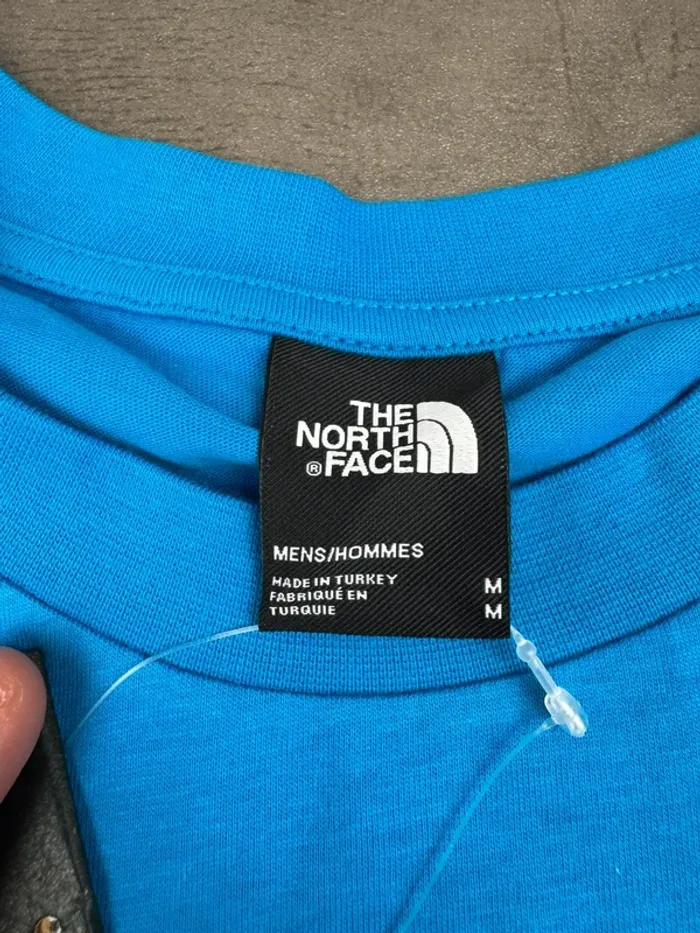 THE
NORTH
® FACE
MENS/HOMMES
MADE IN TURKEY M
FABRIQUÉ EN
TURQUIE M